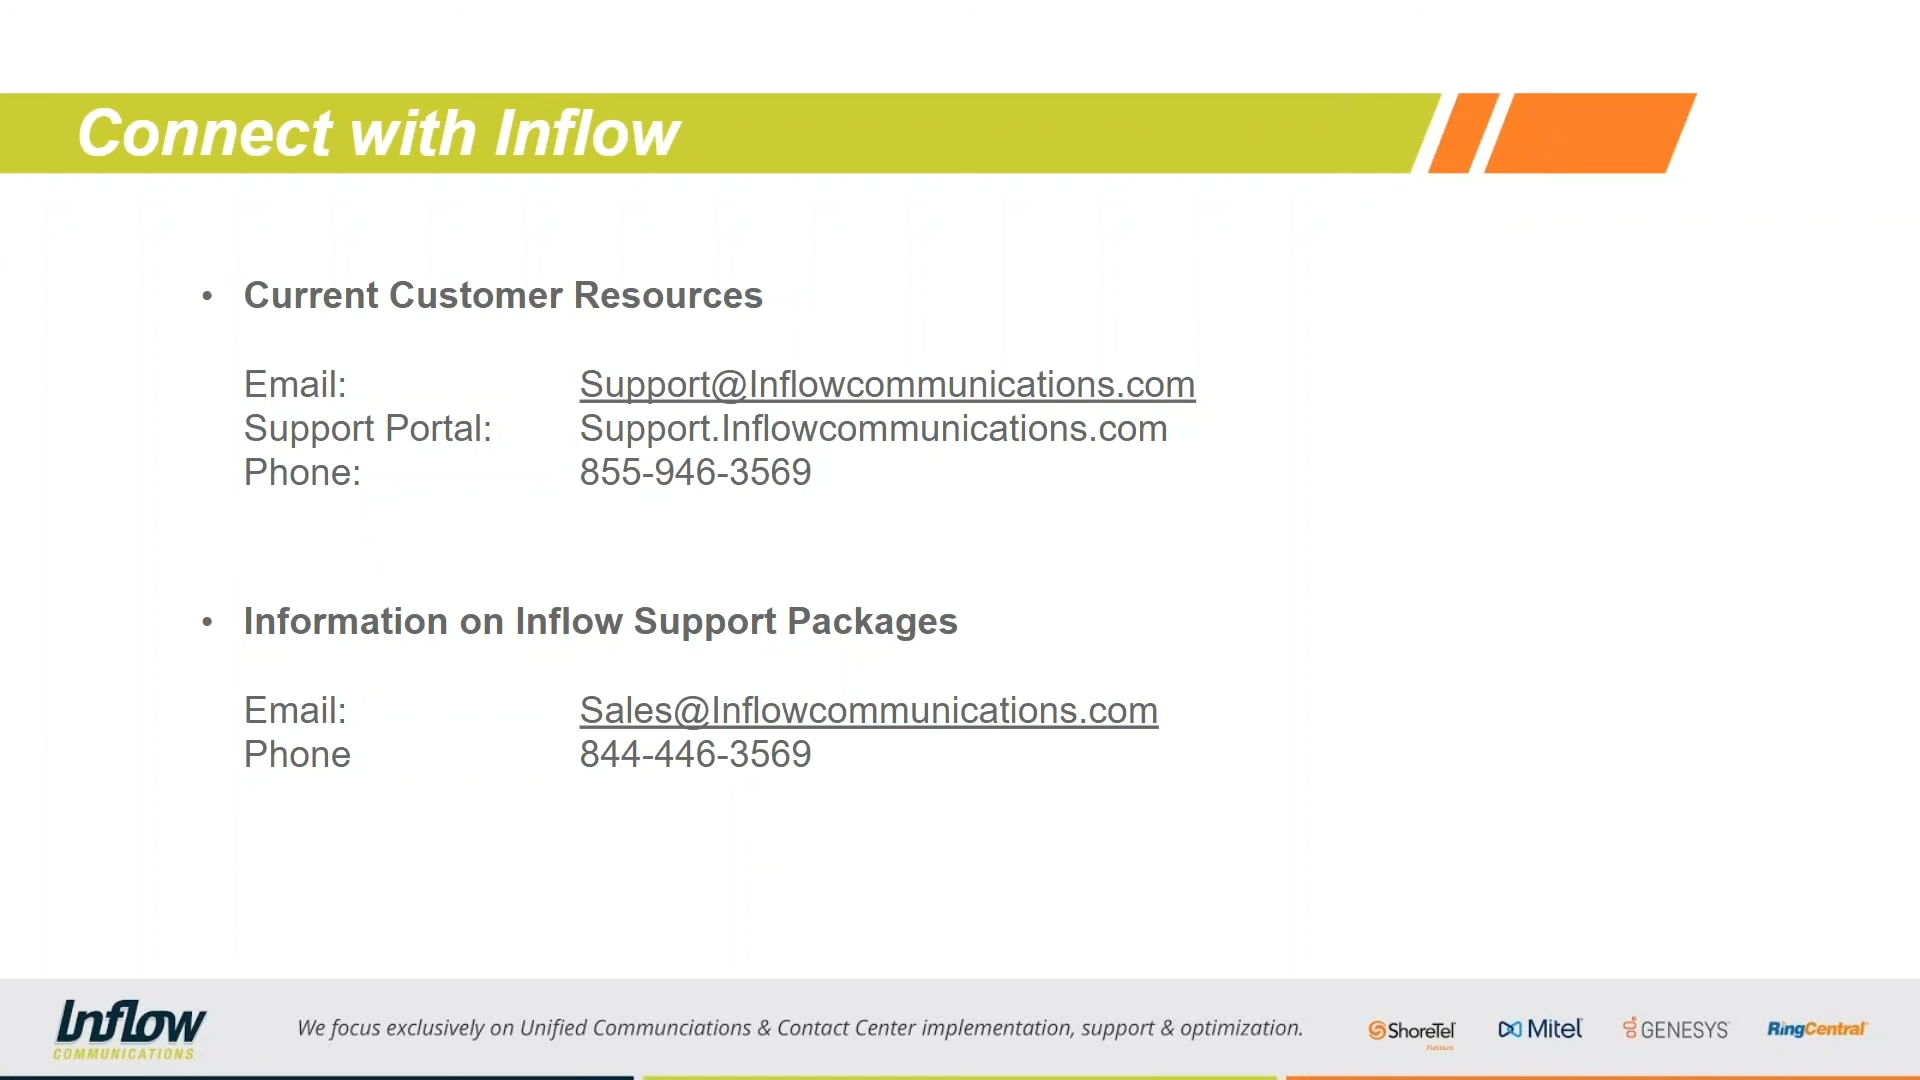 Connect with Inflow
• Current Customer Resources
Email: Support@Inflowcommunications.com
Support Portal: Support.Inflowcommunications.com
Phone: 855-946-3569
• Information on Inflow Support Packages
Email: Sales@Inflowcommunications.com
Phone 844-446-3569
Inflow
COMMUNICATIONS
We focus exclusively on Unified Communciations & Contact Center implementation, support & optimization.
ShoreTel
Platinum
Mitel
GENESYS
RingCentral